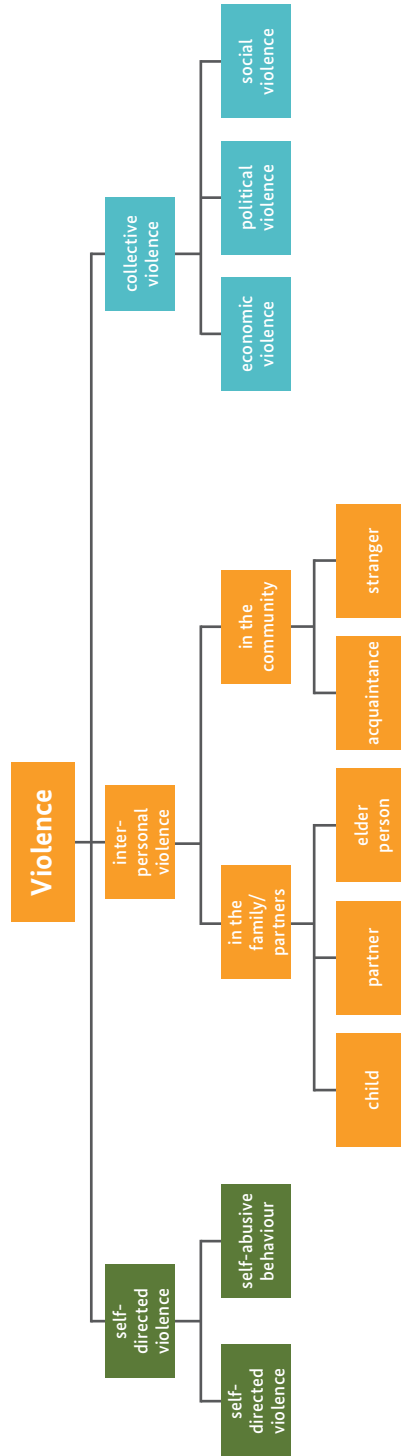 Violence
self-
directed
violence
inter-
personal
violence
collective
violence
self-
directed
violence
self-abusive
behaviour
in the
family/
partners
in the
community
economic
violence
political
violence
social
violence
child
partner
elder
person
acquaintance
stranger